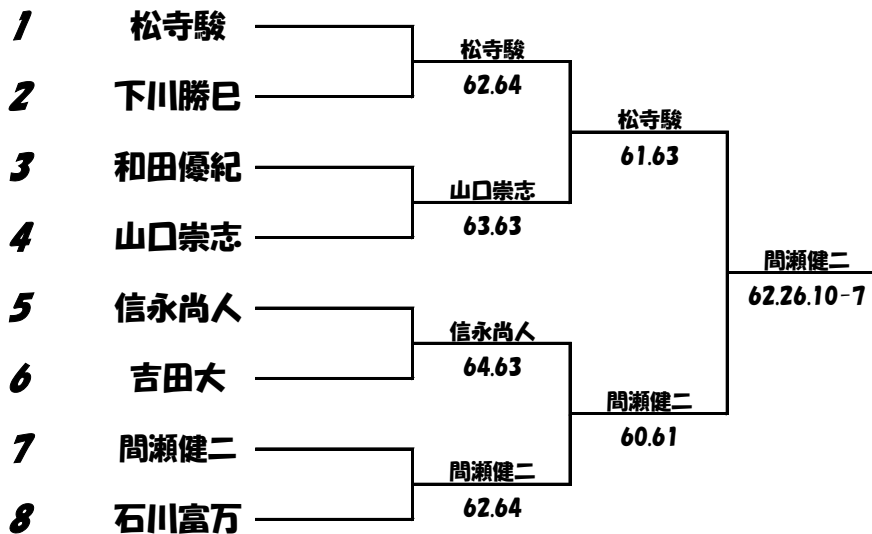 1 松寺駿
松寺駿
2 下川勝巳
62.64
松寺駿
3 和田優紀
61.63
山口崇志
4 山口崇志
63.63
間瀬健二
5 信永尚人
62.26.10-7
信永尚人
6 吉田大
64.63
間瀬健二
7 間瀬健二
60.61
間瀬健二
8 石川富万
62.64